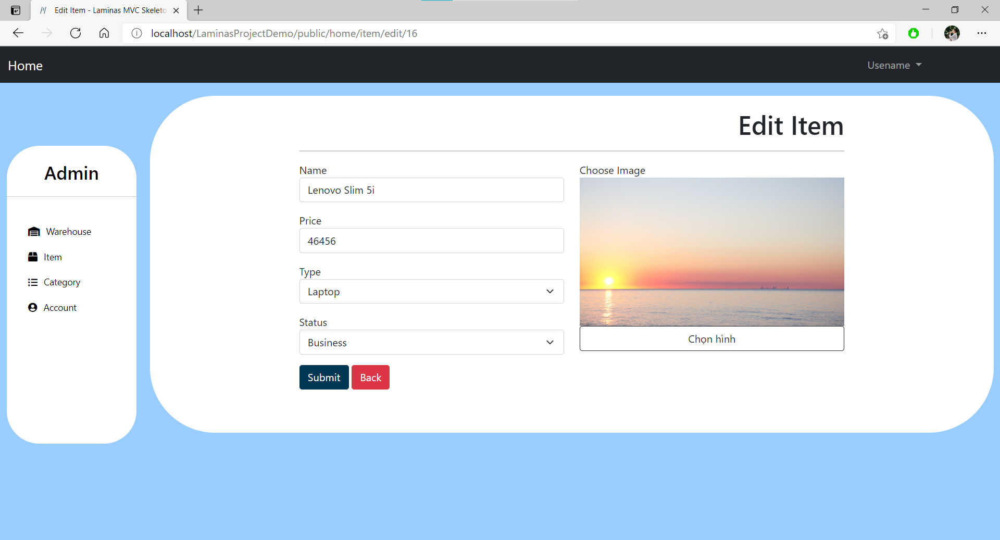 Edit Item - Laminas MVC Skeleto
localhost/LaminasProjectDemo/public/home/item/edit/16
Home
Usename
Edit Item
Admin
Warehouse
Item
Category
Account
Name
Lenovo Slim 5i
Price
46456
Type
Laptop
Status
Business
Submit Back
Choose Image
Chọn hình